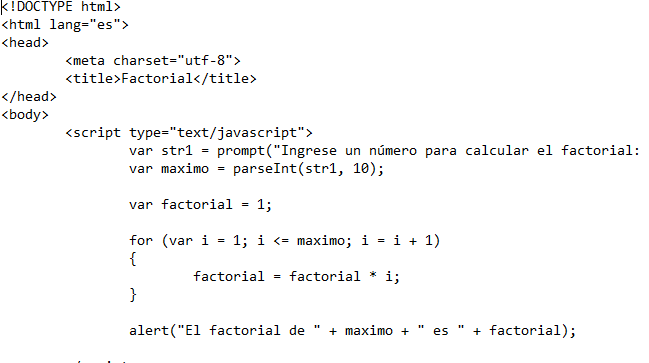 <!DOCTYPE html>
<html lang="es">
<head>
	<meta charset="utf-8">
	<title>Factorial</title>
</head>
<body>
	<script type="text/javascript">
		var str1 = prompt("Ingrese un número para calcular el factorial:
		var maximo = parseInt(str1, 10);

		var factorial = 1;

		for (var i = 1; i <= maximo; i = i + 1)
		{
			factorial = factorial * i;
		}

		alert("El factorial de " + maximo + " es " + factorial);